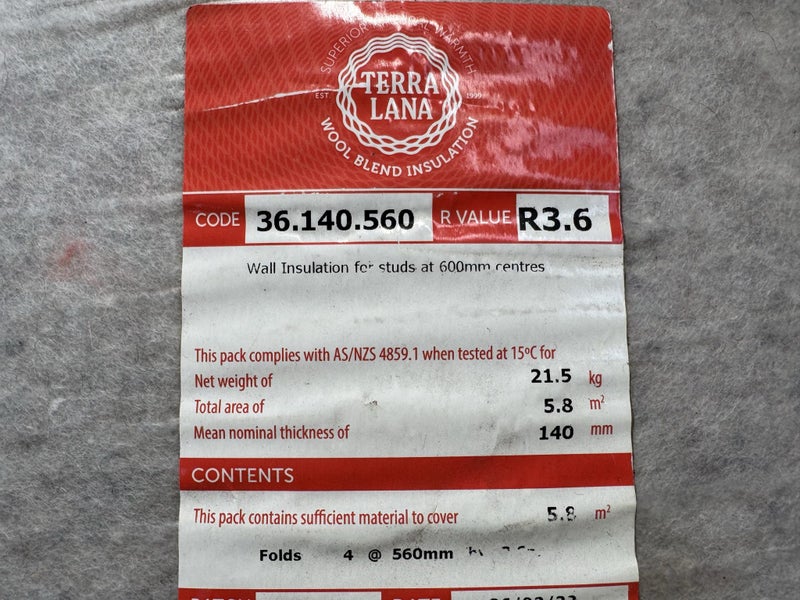 SUPERIOR WARMTH
EST. 1999
TERRA
LANA
WOOL BLEND INSULATION
CODE 36.140.560 R VALUE R3.6
Wall Insulation for studs at 600mm centres
This pack complies with AS/NZS 4859.1 when tested at 15ºC for
Net weight of 21.5 kg
Total area of 5.8 m²
Mean nominal thickness of 140 mm
CONTENTS
This pack contains sufficient material to cover 5.8 m²
Folds 4 @ 560mm